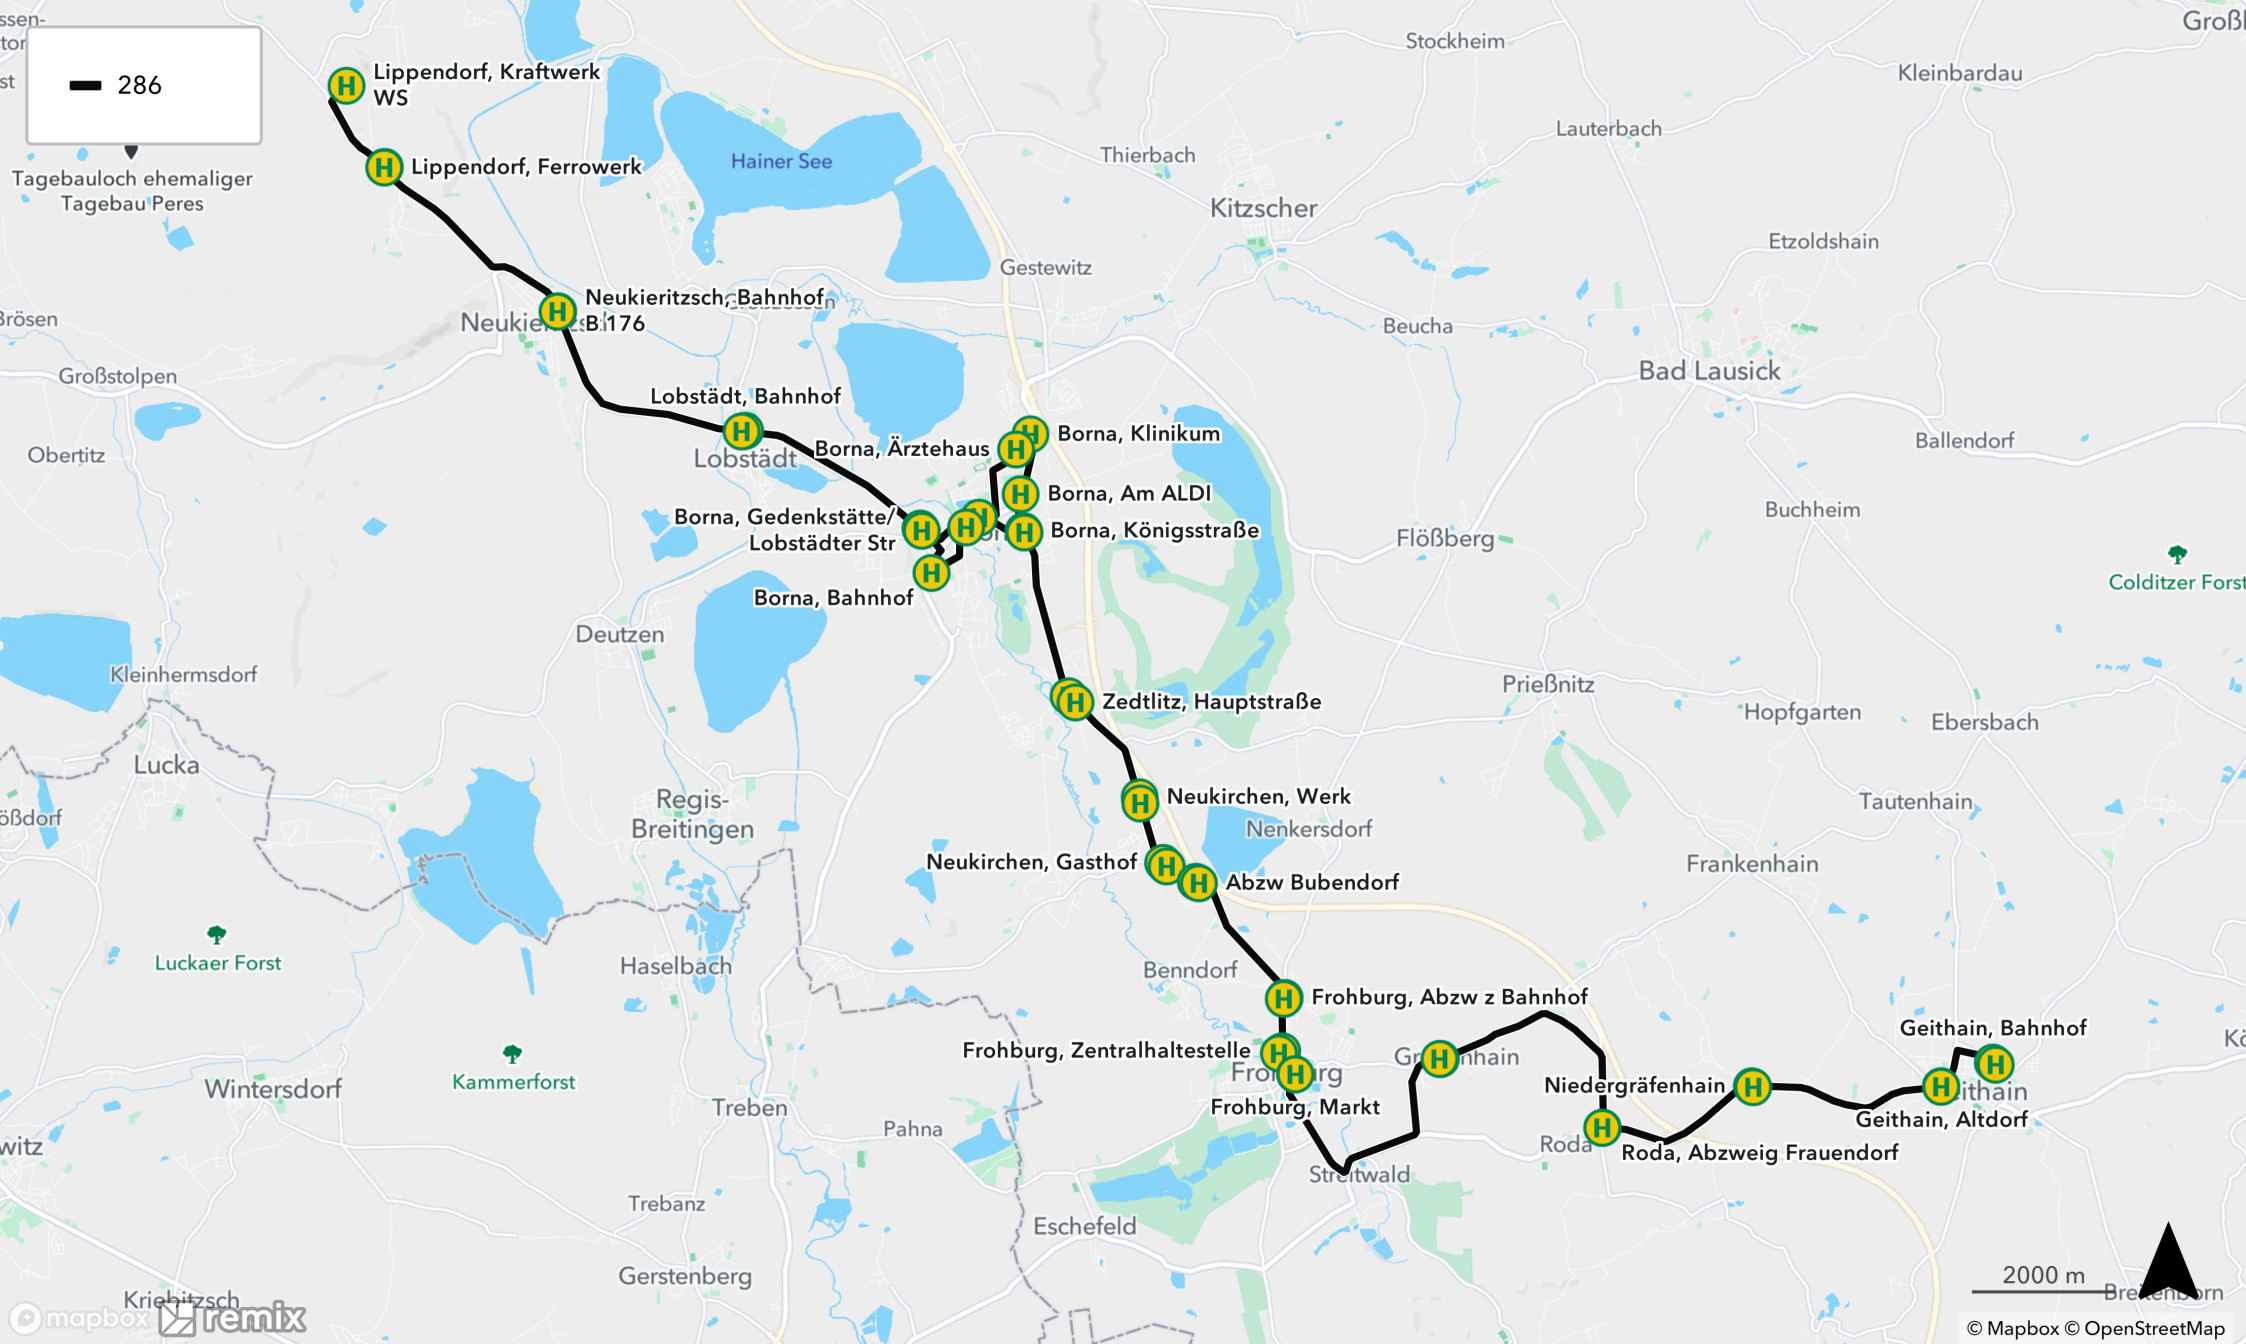 286
Lippendorf, Kraftwerk
WS
Lippendorf, Ferrowerk
Tagebauloch ehemaliger
Tagebau Peres
Hainer See
Stockheim
Kleinbardau
Lauterbach
Thierbach
Kitzscher
Etzoldshain
Gestewitz
Neukieritzsch, Bahnhof
B 176
Beucha
Großstolpen
Bad Lausick
Lobstädt, Bahnhof
Lobstädt
Borna, Klinikum
Borna, Ärztehaus
Ballendorf
Obertitz
Borna, Am ALDI
Buchheim
Borna, Gedenkstätte/
Lobstädter Str
Borna, Königsstraße
Flößberg
Colditzer Forst
Borna, Bahnhof
Deutzen
Kleinhermsdorf
Prießnitz
Zedtlitz, Hauptstraße
Hopfgarten
Ebersbach
Lucka
Regis-
Breitingen
Neukirchen, Werk
Tautenhain
Nenkersdorf
Neukirchen, Gasthof
Frankenhain
Abzw Bubendorf
Luckaer Forst
Haselbach
Benndorf
Frohburg, Abzw z Bahnhof
Geithain, Bahnhof
Frohburg, Zentralhaltestelle
Kammerforst
Wintersdorf
Niedergräfenhain
Frohburg, Markt
Treben
Geithain, Altdorf
Pahna
Roda
Roda, Abzweig Frauendorf
Streitwald
Trebanz
Eschefeld
Gerstenberg
2000 m
Breitenborn
Kriebitzsch
mapbox remix
© Mapbox © OpenStreetMap